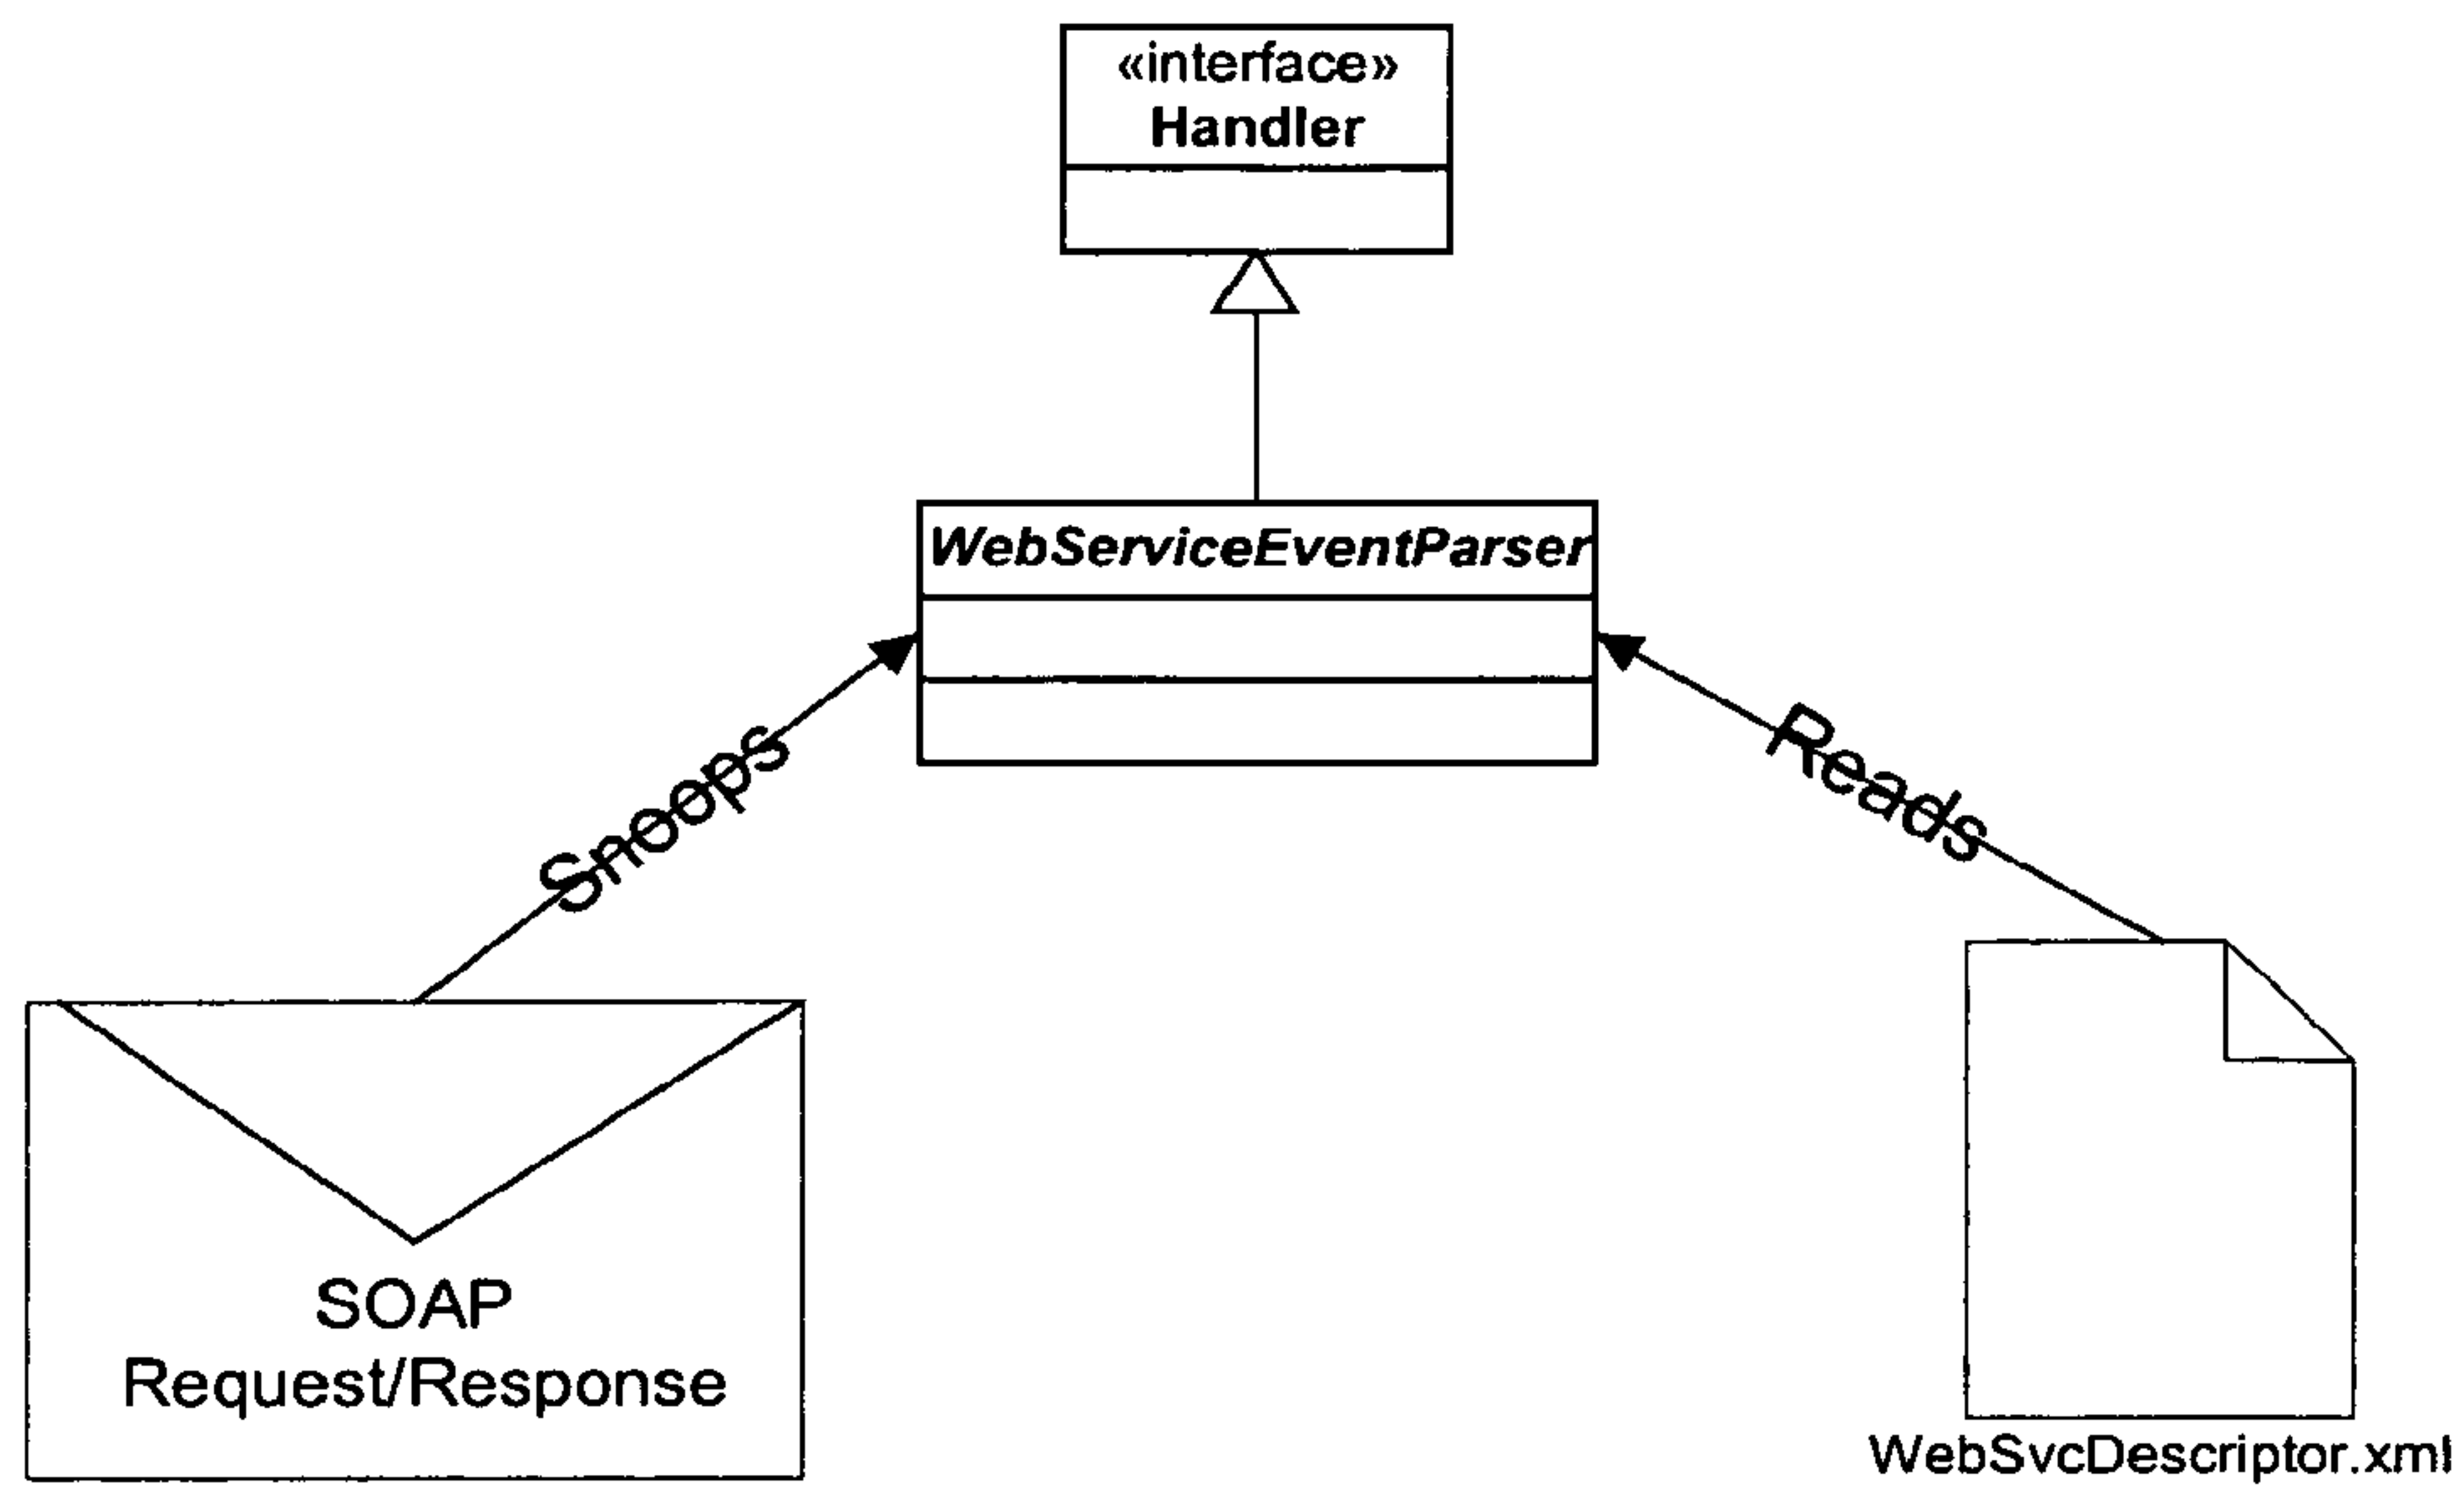 «interface»
Handler
WebServiceEventParser
Snoops
Reads
SOAP
Request/Response
WebSvcDescriptor.xml